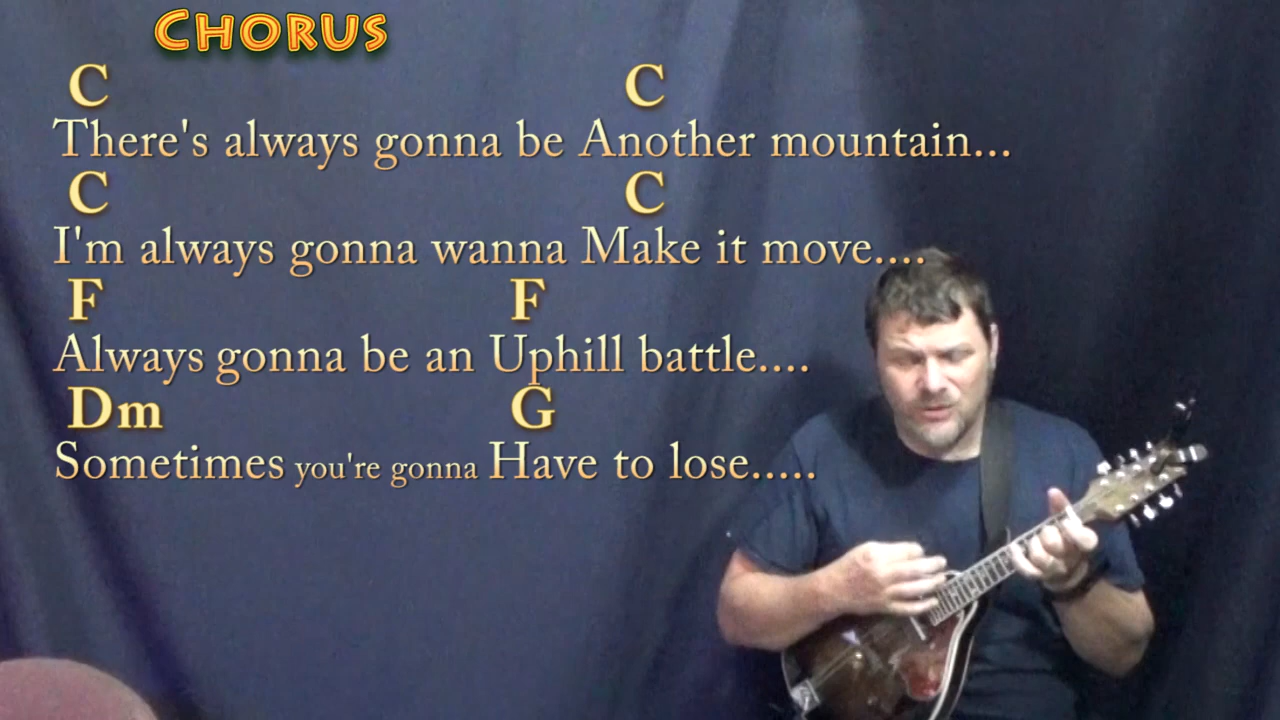 CHORUS
C C
There's always gonna be Another mountain...
C C
I'm always gonna wanna Make it move....
F F
Always gonna be an Uphill battle....
Dm G
Sometimes you're gonna Have to lose.....